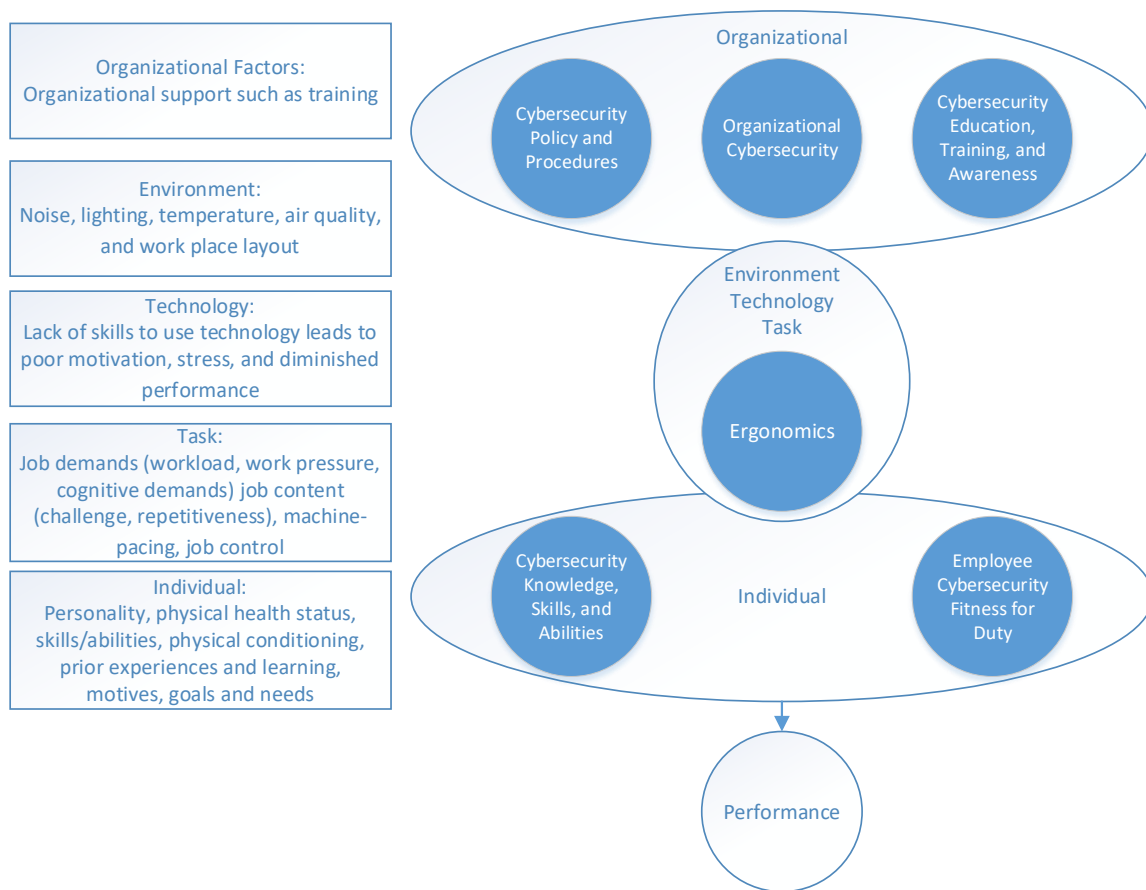 Organizational Factors:
Organizational support such as training
Environment:
Noise, lighting, temperature, air quality,
and work place layout
Technology:
Lack of skills to use technology leads to
poor motivation, stress, and diminished
performance
Task:
Job demands (workload, work pressure,
cognitive demands) job content
(challenge, repetitiveness), machine-
pacing, job control
Individual:
Personality, physical health status,
skills/abilities, physical conditioning,
prior experiences and learning,
motives, goals and needs
Organizational
Cybersecurity
Policy and
Procedures
Organizational
Cybersecurity
Cybersecurity
Education,
Training, and
Awareness
Environment
Technology
Task
Ergonomics
Cybersecurity
Knowledge,
Skills, and
Abilities
Individual
Employee
Cybersecurity
Fitness for
Duty
Performance